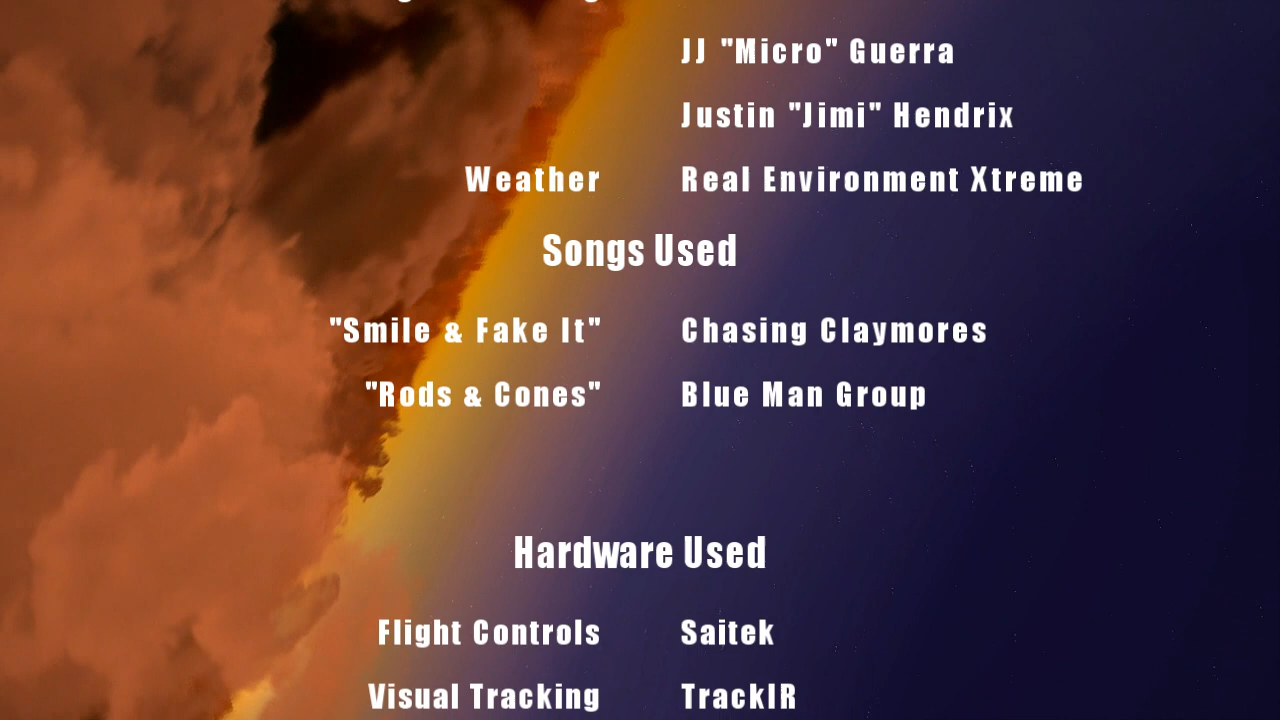 JJ "Micro" Guerra
Justin "Jimi" Hendrix
Weather Real Environment Xtreme
Songs Used
"Smile & Fake It" Chasing Claymores
"Rods & Cones" Blue Man Group
Hardware Used
Flight Controls Saitek
Visual Tracking TrackIR